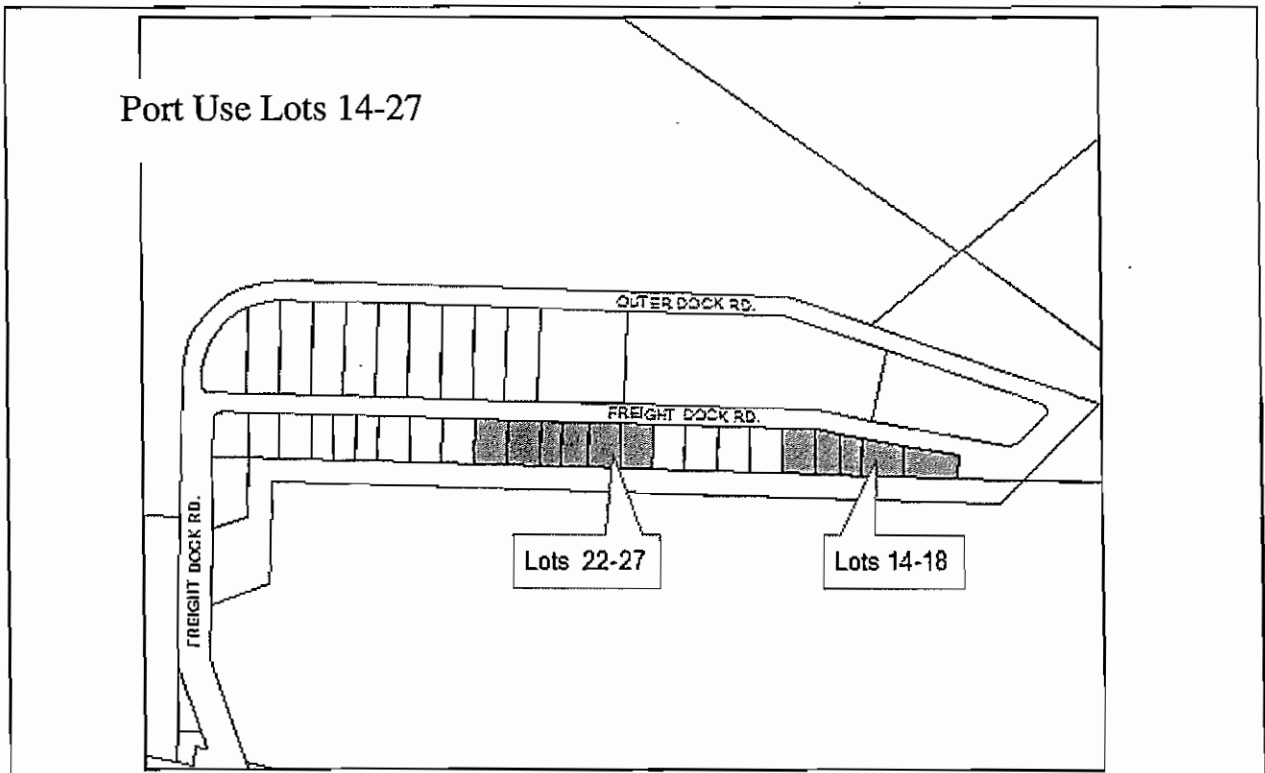 Port Use Lots 14-27
OUTER DOCK RD.
FREIGHT DOCK RD.
FREIGHT DOCK RD.
Lots 22-27
Lots 14-18